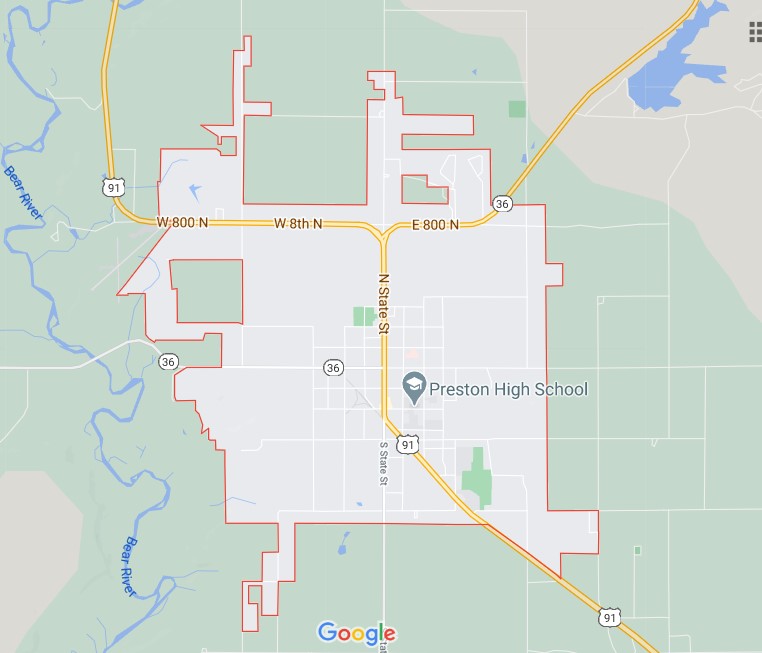 91
Bear River
W 800 N
W 8th N
E 800 N
36
N State St
36
36
Preston High School
91
S State St
Bear River
Google
91